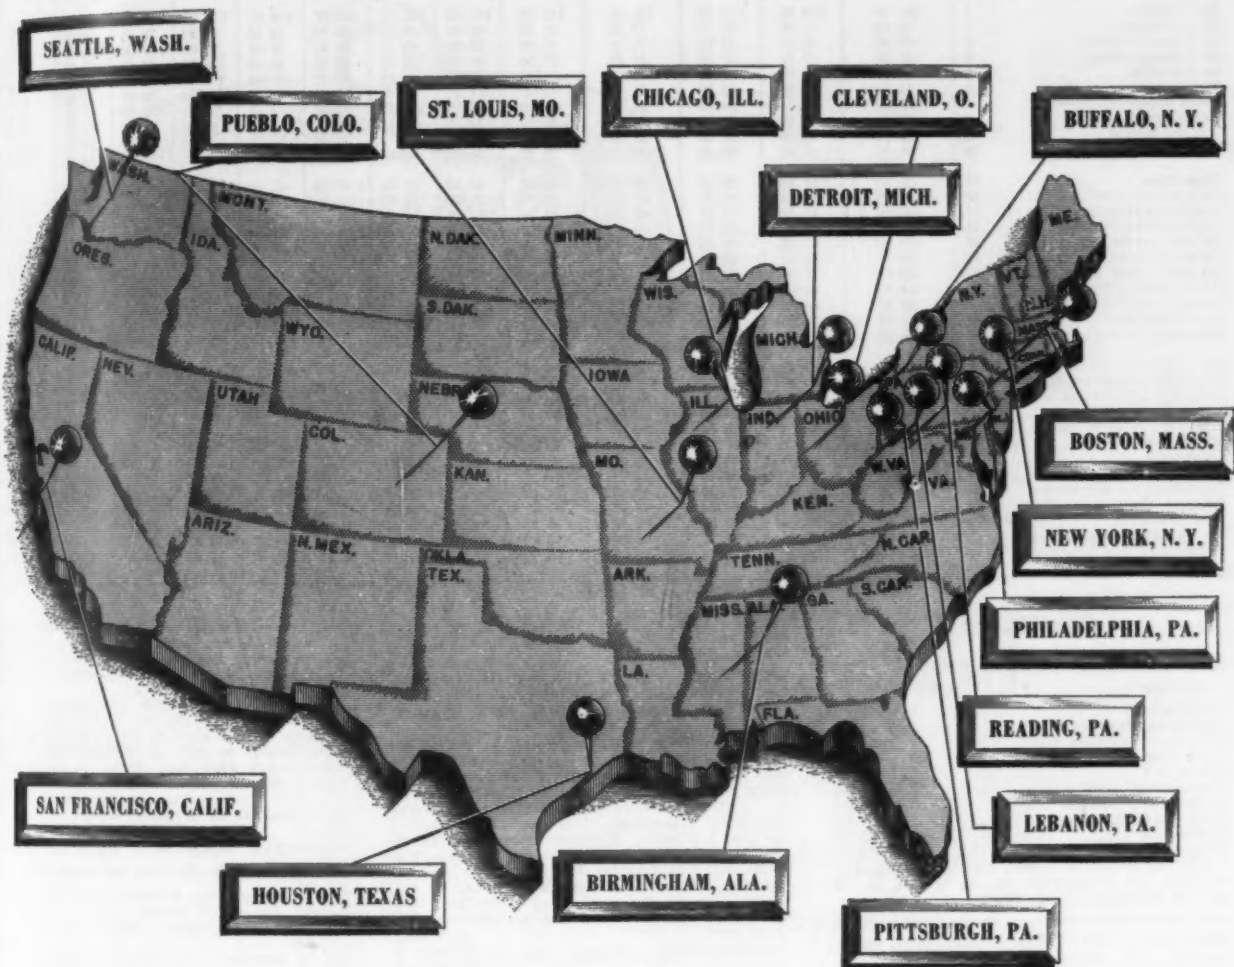 SEATTLE, WASH.
PUEBLO, COLO.
ST. LOUIS, MO.
CHICAGO, ILL.
CLEVELAND, O.
BUFFALO, N. Y.
DETROIT, MICH.
WASH.
MONT.
N. DAK.
MINN.
ME.
OREG.
IDA.
S. DAK.
WIS.
MICH.
N.Y.
VT.
N.H.
MASS.
CONN.
WYO.
CALIF.
NEV.
UTAH
NEBR.
IOWA
ILL.
IND.
OHIO
COL.
KAN.
MO.
W. VA.
VA.
KEN.
BOSTON, MASS.
ARIZ.
N. MEX.
OKLA.
TEX.
ARK.
TENN.
N. CAR.
S. CAR.
MISS.
ALA.
GA.
LA.
FLA.
NEW YORK, N. Y.
PHILADELPHIA, PA.
READING, PA.
LEBANON, PA.
SAN FRANCISCO, CALIF.
HOUSTON, TEXAS
BIRMINGHAM, ALA.
PITTSBURGH, PA.